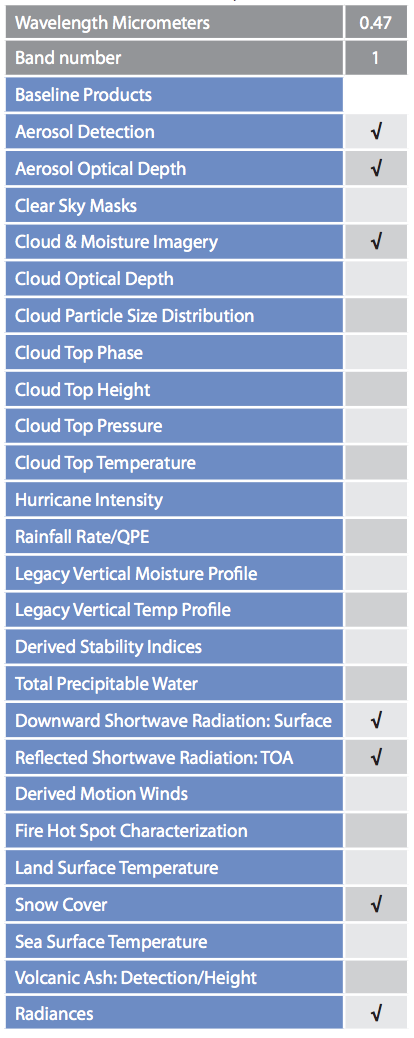 Wavelength Micrometers 0.47
Band number 1
Baseline Products
Aerosol Detection √
Aerosol Optical Depth √
Clear Sky Masks
Cloud & Moisture Imagery √
Cloud Optical Depth
Cloud Particle Size Distribution
Cloud Top Phase
Cloud Top Height
Cloud Top Pressure
Cloud Top Temperature
Hurricane Intensity
Rainfall Rate/QPE
Legacy Vertical Moisture Profile
Legacy Vertical Temp Profile
Derived Stability Indices
Total Precipitable Water
Downward Shortwave Radiation: Surface √
Reflected Shortwave Radiation: TOA √
Derived Motion Winds
Fire Hot Spot Characterization
Land Surface Temperature
Snow Cover √
Sea Surface Temperature
Volcanic Ash: Detection/Height
Radiances √